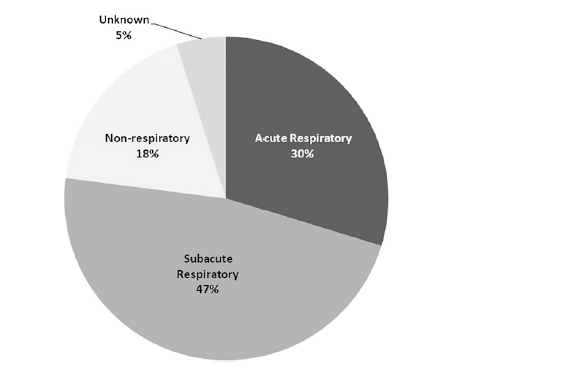 Unknown
5%
Acute Respiratory
30%
Non-respiratory
18%
Subacute
Respiratory
47%